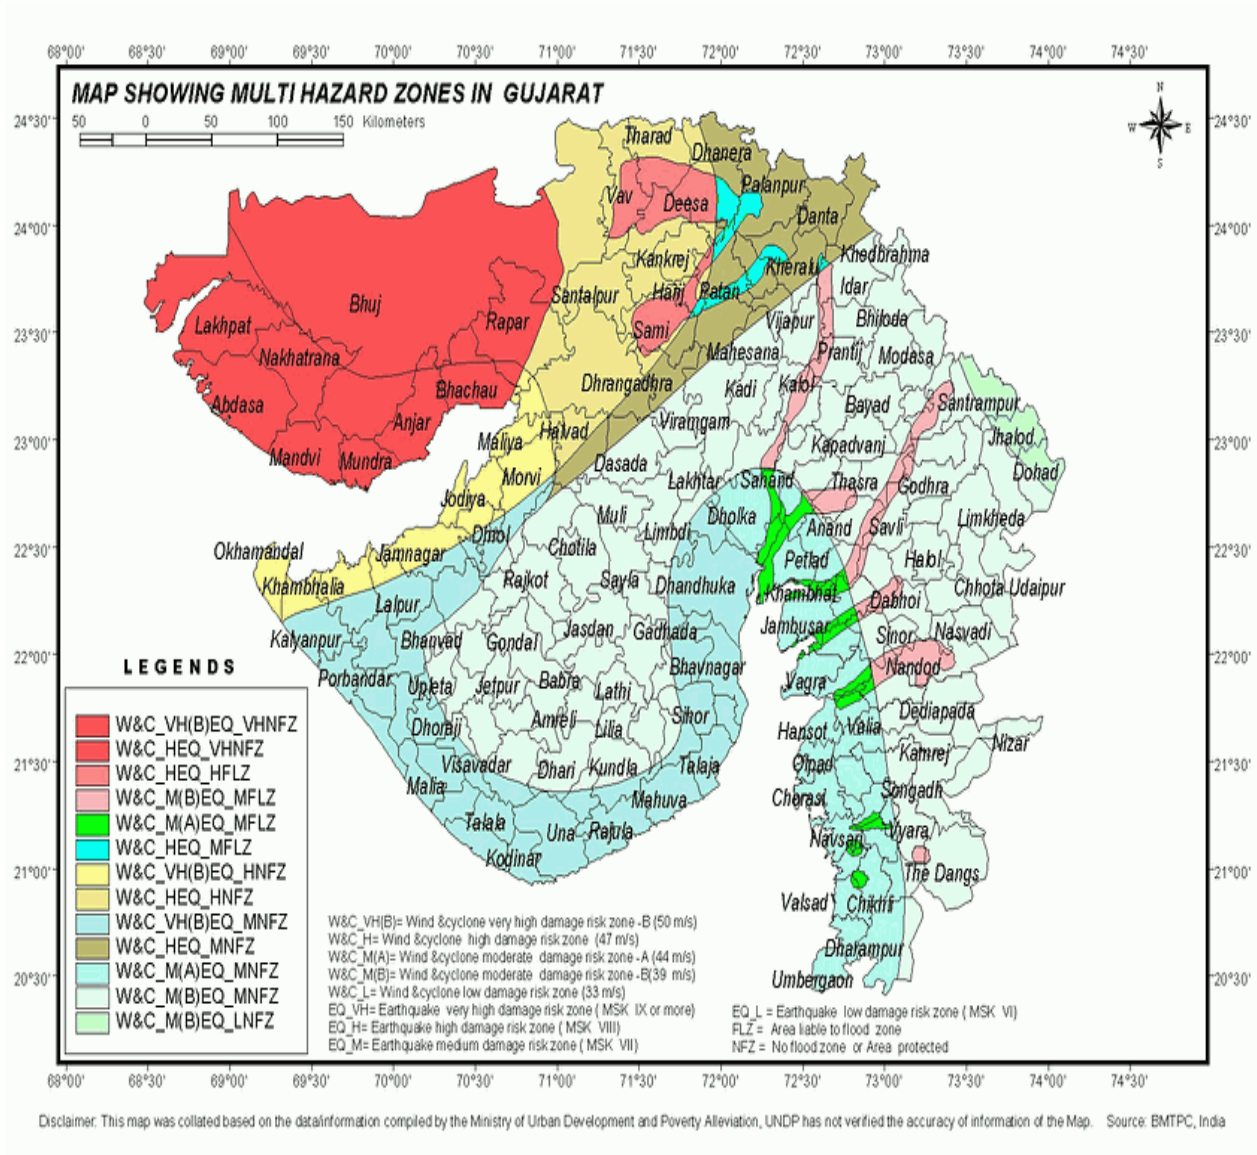 68°00' 68°30' 69°00' 69°30' 70°00' 70°30' 71°00' 71°30' 72°00' 72°30' 73°00' 73°30' 74°00' 74°30'
MAP SHOWING MULTI HAZARD ZONES IN GUJARAT
50 0 50 100 150 Kilometers
N
W E
S
24°30' 24°30'
Tharad
Dhanera
Vav
Deesa
Palanpur
Danta
24°00' 24°00'
Kankrej
Kheralu
Khedbrahma
Santalpur
Harij
Patan
Idar
Bhuj
Rapar
Sami
Vijapur
Bhiloda
Lakhpat
23°30' 23°30'
Nakhatrana
Mahesana
Prantij
Modasa
Dhrangadhra
Kadi
Kalol
Bhachau
Abdasa
Bayad
Santrampur
Anjar
Viramgam
Halvad
Maliya
Kapadvanj
Jhalod
23°00' 23°00'
Mandvi
Mundra
Dasada
Morvi
Lakhtar
Sanand
Thasra
Godhra
Dohad
Jodiya
Muli
Dholka
Anand
Savli
Limkheda
Limbdi
Dhrol
Chotila
22°30' 22°30'
Okhamandal
Jamnagar
Petlad
Halol
Khambhalia
Rajkot
Sayla
Dhandhuka
Khambhat
Chhota Udaipur
Lalpur
Dabhoi
Kalyanpur
Bhanvad
Gondal
Jasdan
Gadhada
Jambusar
Sinor
Nasvadi
22°00' 22°00'
Porbandar
Upleta
Jetpur
Babra
Lathi
Bhavnagar
Vagra
Nandod
Dhoraji
Amreli
Lilia
Sihor
Hansot
Valia
Dediapada
Visavadar
Dhari
Kundla
Talaja
Olpad
Kamrej
Nizar
21°30' 21°30'
Malia
Mahuva
Chorasi
Songadh
Talala
Una
Rajula
Navsari
Vyara
Kodinar
The Dangs
21°00' 21°00'
Valsad
Chikhli
Dharampur
Umbergaon
20°30' 20°30'
LEGENDS
W&C_VH(B)EQ_VHNFZ
W&C_HEQ_VHNFZ
W&C_HEQ_HFLZ
W&C_M(B)EQ_MFLZ
W&C_M(A)EQ_MFLZ
W&C_HEQ_MFLZ
W&C_VH(B)EQ_HNFZ
W&C_HEQ_HNFZ
W&C_VH(B)EQ_MNFZ
W&C_HEQ_MNFZ
W&C_M(A)EQ_MNFZ
W&C_M(B)EQ_MNFZ
W&C_M(B)EQ_LNFZ
W&C_VH(B)= Wind &cyclone very high damage risk zone -B (50 m/s)
W&C_H= Wind &cyclone high damage risk zone (47 m/s)
W&C_M(A)= Wind &cyclone moderate damage risk zone -A (44 m/s)
W&C_M(B)= Wind &cyclone moderate damage risk zone -B(39 m/s)
W&C_L= Wind &cyclone low damage risk zone (33 m/s)
EQ_VH= Earthquake very high damage risk zone ( MSK IX or more)
EQ_H= Earthquake high damage risk zone ( MSK VIII)
EQ_M= Earthquake medium damage risk zone ( MSK VII)
EQ_L = Earthquake low damage risk zone ( MSK VI)
FLZ = Area liable to flood zone
NFZ = No flood zone or Area protected
68°00' 68°30' 69°00' 69°30' 70°00' 70°30' 71°00' 71°30' 72°00' 72°30' 73°00' 73°30' 74°00' 74°30'
Disclaimer: This map was collated based on the data/information compiled by the Ministry of Urban Development and Poverty Alleviation, UNDP has not verified the accuracy of information of the Map. Source: BMTPC, India